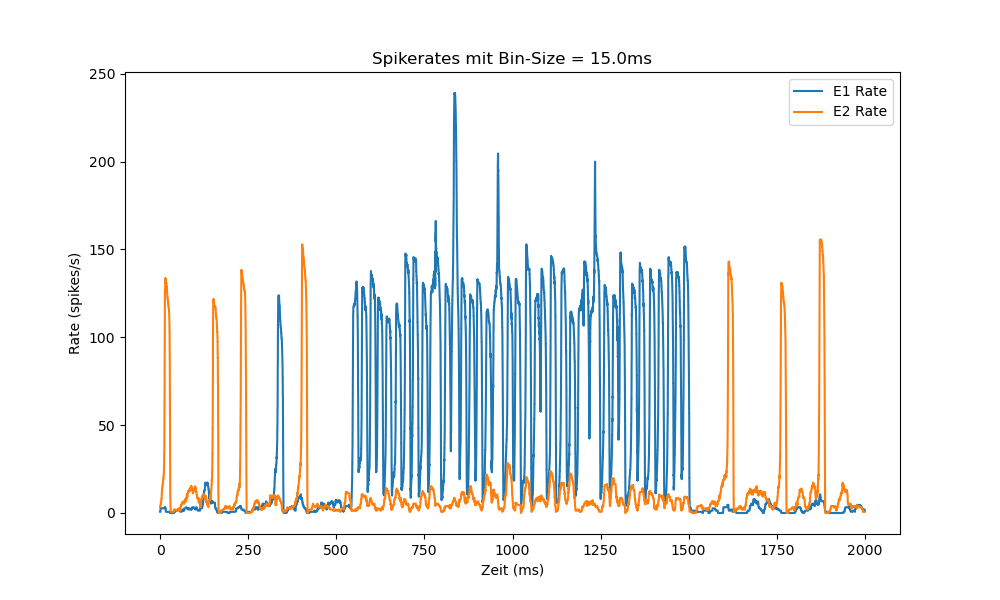 Spikerates mit Bin-Size = 15.0ms
250
200
150
100
50
0
Rate (spikes/s)
E1 Rate
E2 Rate
0 250 500 750 1000 1250 1500 1750 2000
Zeit (ms)